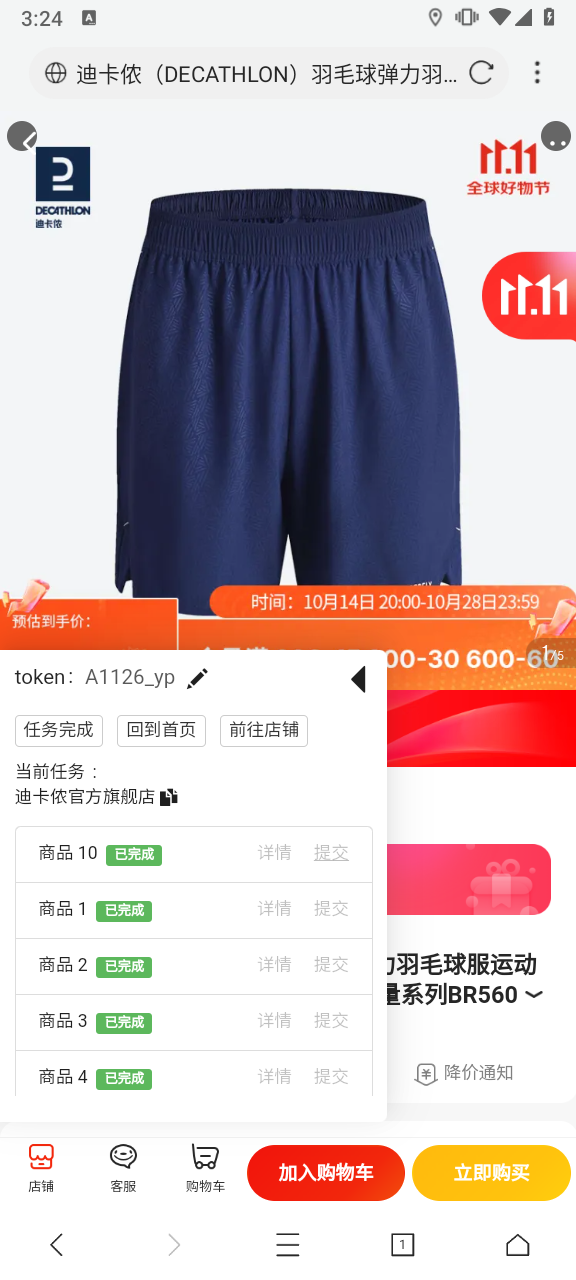 3:24 A
迪卡侬（DECATHLON）羽毛球弹力羽...
DECATHLON
迪卡侬
11.11
全球好物节
11.11
时间：10月14日 20:00-10月28日23:59
预估到手价：
00-30 600-60
1/5
token： A1126_yp
任务完成 回到首页 前往店铺
当前任务 :
迪卡侬官方旗舰店
商品 10 已完成 详情 提交
商品 1 已完成 详情 提交
商品 2 已完成 详情 提交
商品 3 已完成 详情 提交
商品 4 已完成 详情 提交
力羽毛球服运动
量系列BR560
降价通知
店铺 客服 购物车 加入购物车 立即购买
1